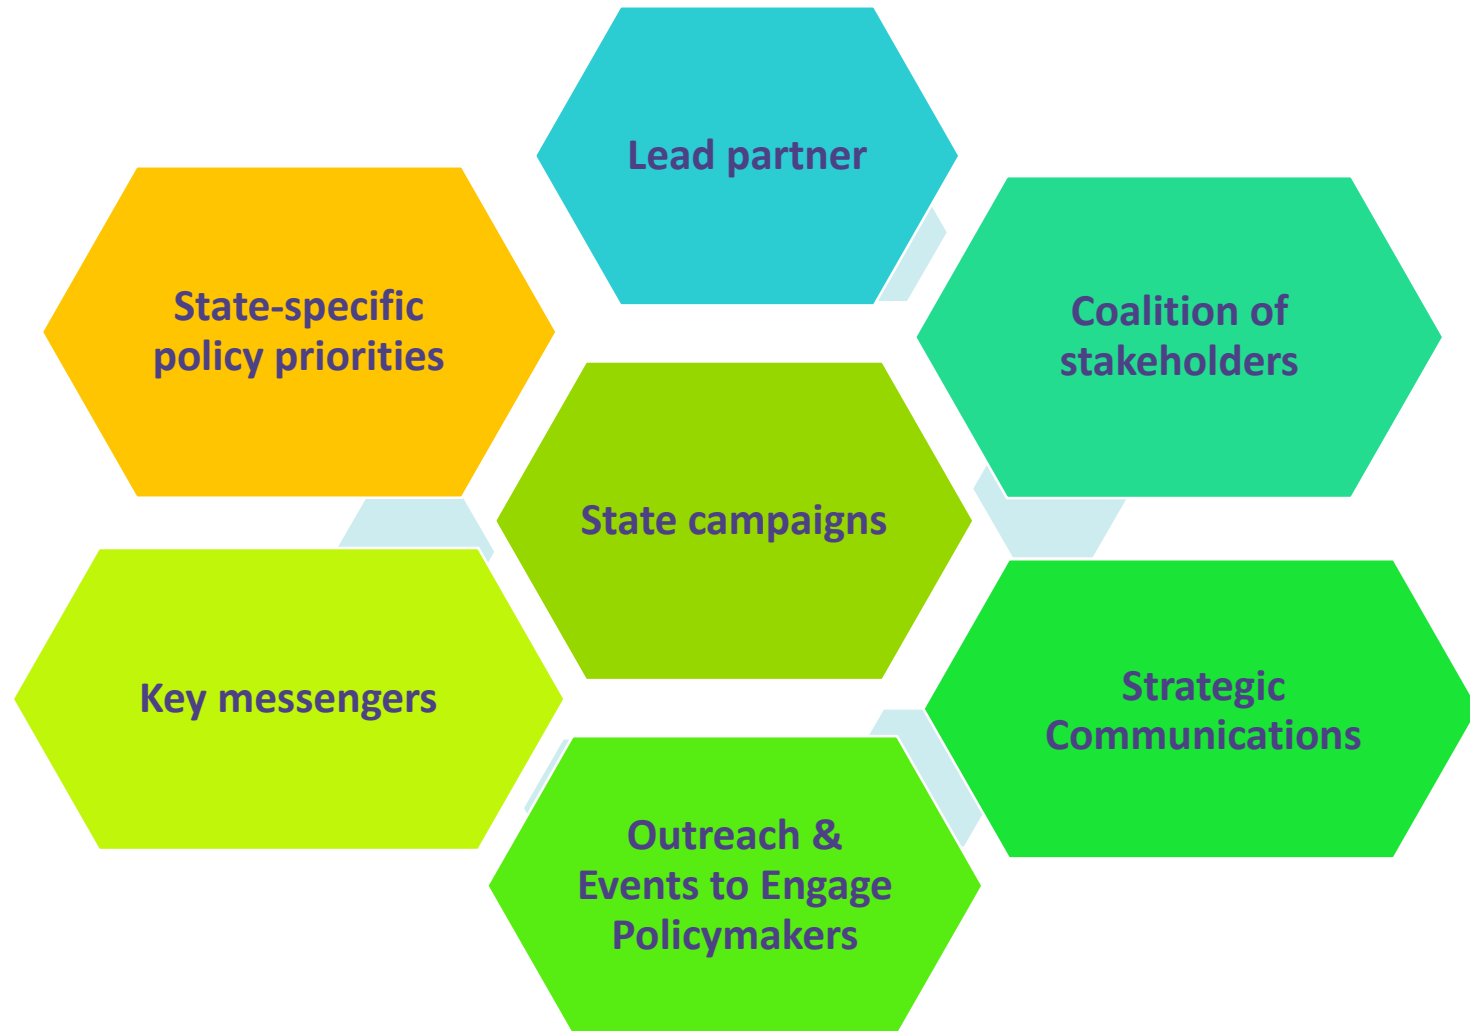 Lead partner
State-specific
policy priorities
Coalition of
stakeholders
State campaigns
Key messengers
Strategic
Communications
Outreach &
Events to Engage
Policymakers